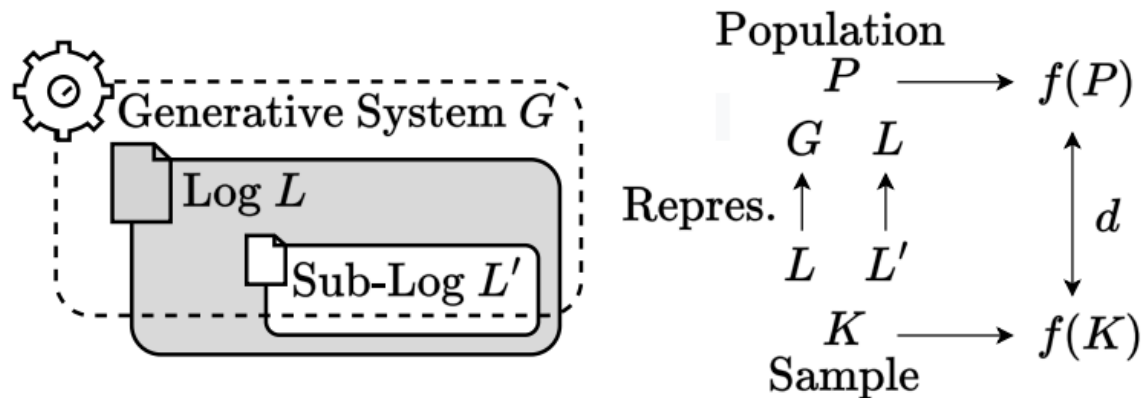 Generative System G
Log L
Sub-Log L′
Population
P f(P)
G L
Repres. d
L L′
K f(K)
Sample